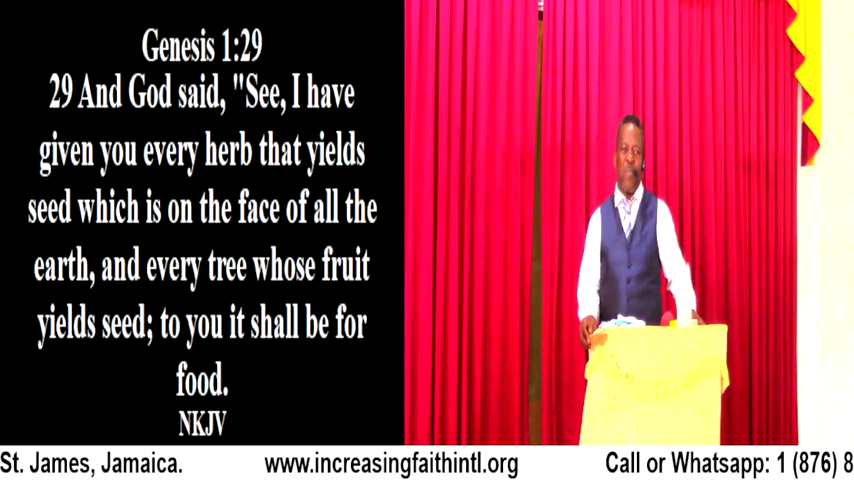 Genesis 1:29
29 And God said, "See, I have
given you every herb that yields
seed which is on the face of all the
earth, and every tree whose fruit
yields seed; to you it shall be for
food.
NKJV
St. James, Jamaica. www.increasingfaithintl.org Call or Whatsapp: 1 (876) 8